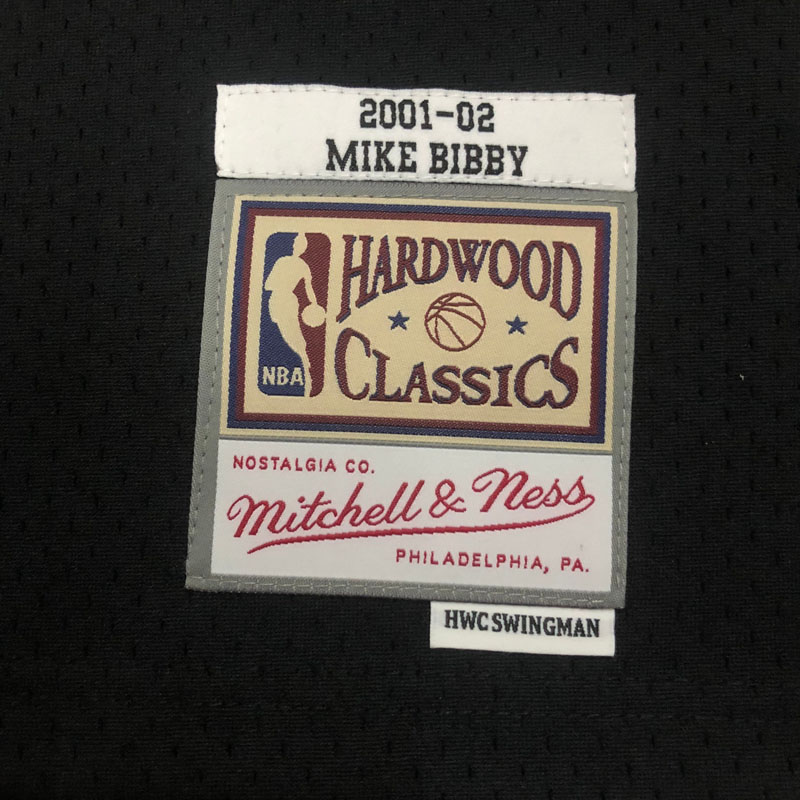 2001-02
MIKE BIBBY
HARDWOOD
CLASSICS
NBA
NOSTALGIA CO.
Mitchell & Ness
PHILADELPHIA, PA.
HWC SWINGMAN